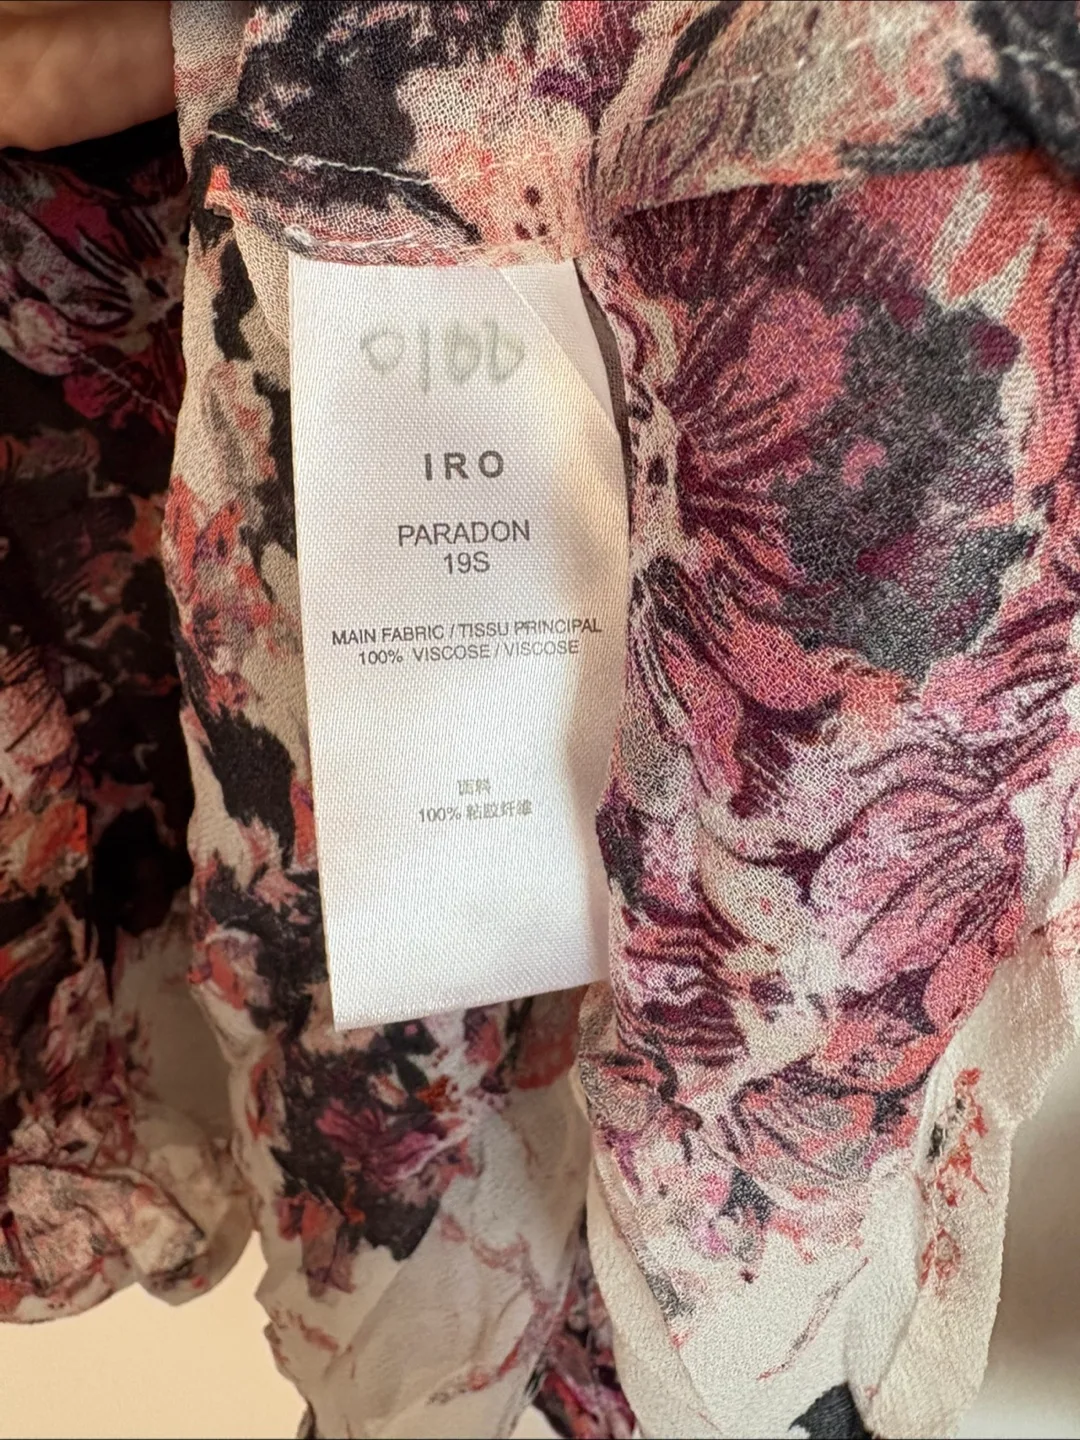 IRO
PARADON
19S
MAIN FABRIC / TISSU PRINCIPAL
100% VISCOSE / VISCOSE
面料
100% 粘胶纤维